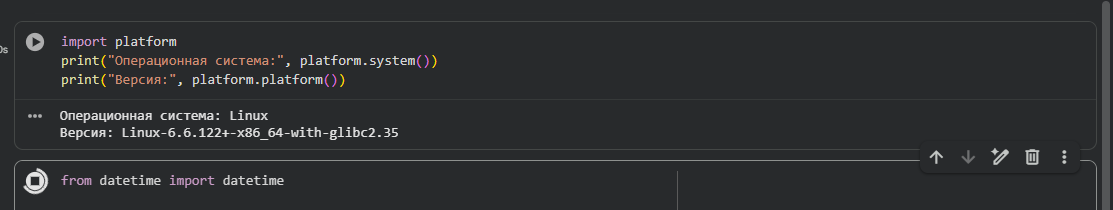 0s
import platform
print("Операционная система:", platform.system())
print("Версия:", platform.platform())
Операционная система: Linux
Версия: Linux-6.6.122+-x86_64-with-glibc2.35
from datetime import datetime